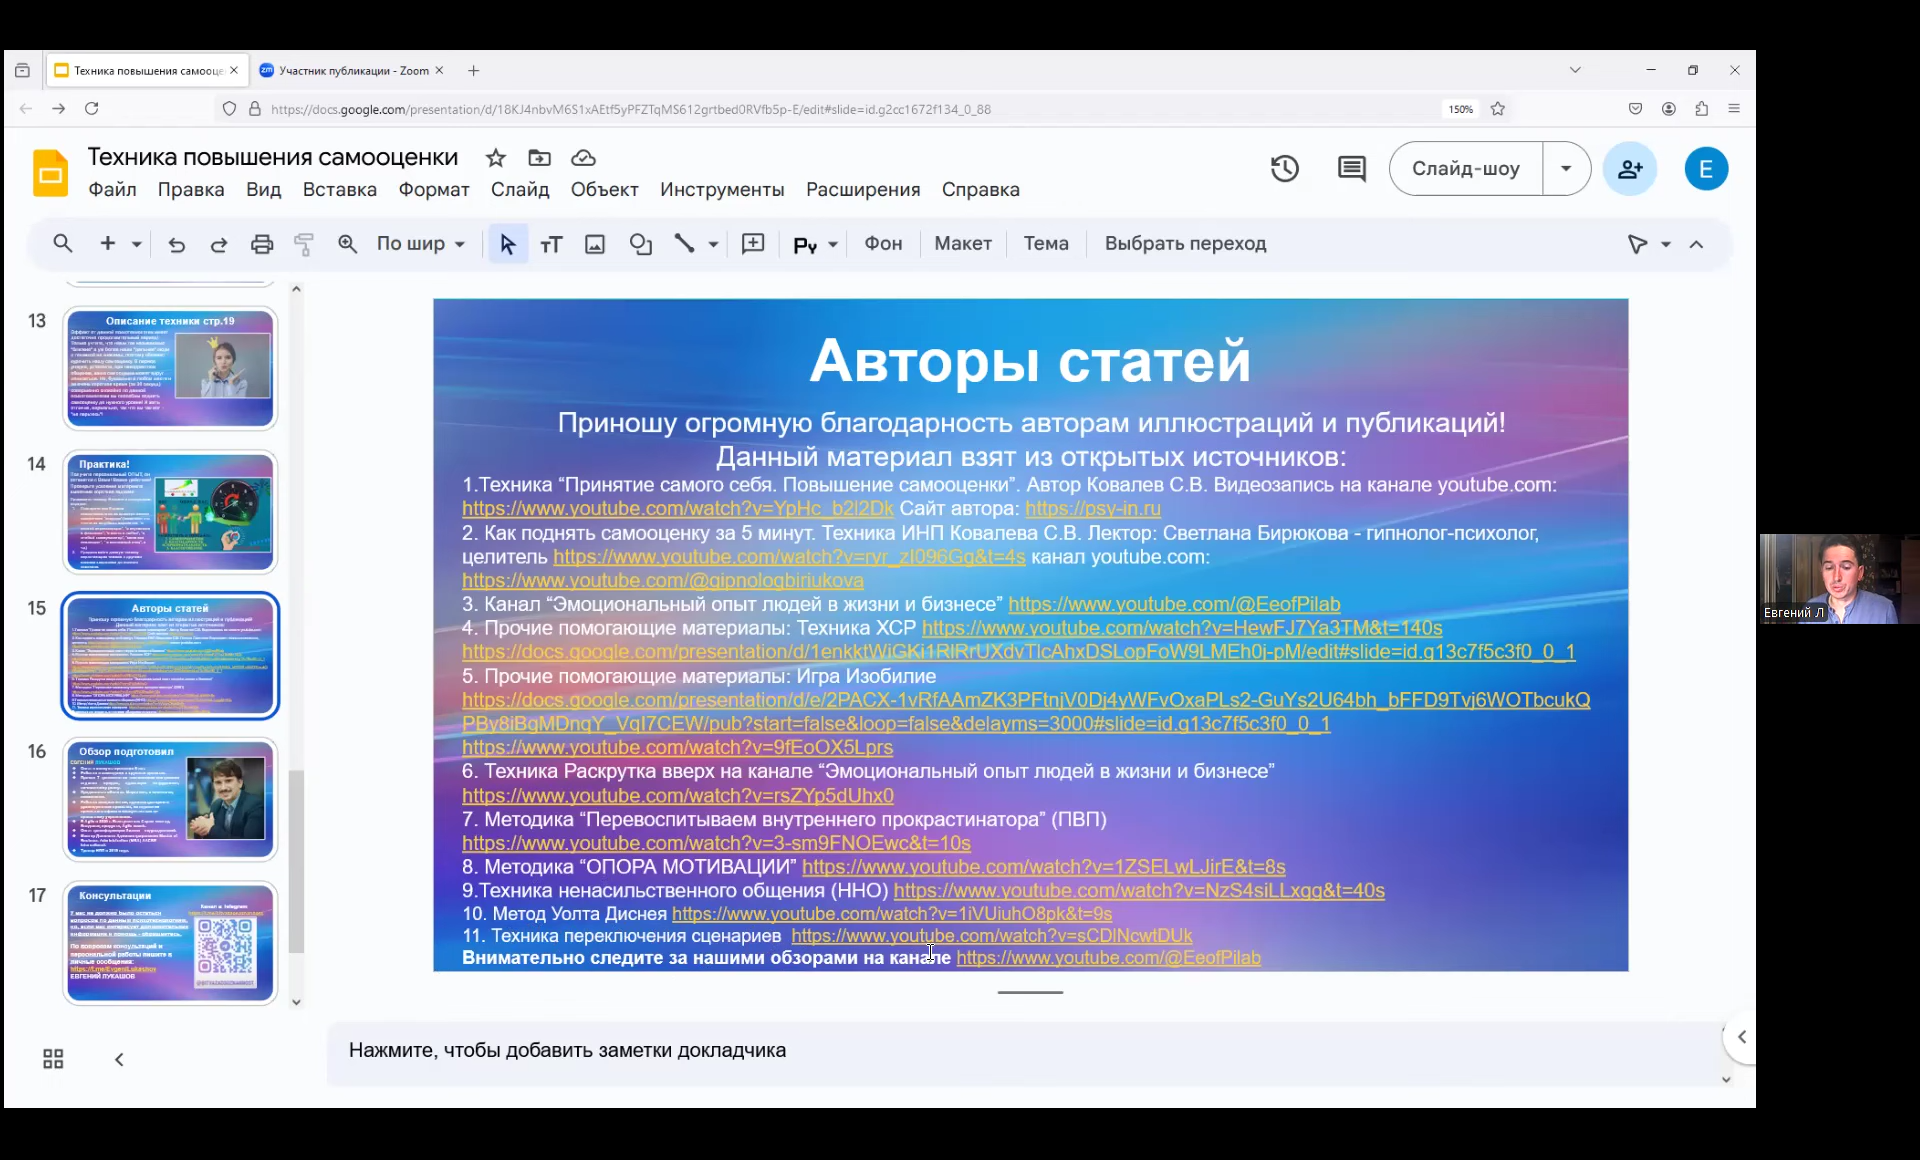 Техника повышения самооце
Участник публикации - Zoom
https://docs.google.com/presentation/d/18KJ4nbvM6S1xAEtf5yPFZTqMS612grtbed0RVfb5p-E/edit#slide=id.g2cc1672f134_0_88
150%
Техника повышения самооценки
Файл Правка Вид Вставка Формат Слайд Объект Инструменты Расширения Справка
Слайд-шоу
E
По шир
Фон
Макет
Тема
Выбрать переход
13
Описание техники стр.19
14
Практика!
15
Авторы статей
16
Обзор подготовил
ЕВГЕНИЙ ЛУКАШОВ
17
Консультации
ЕВГЕНИЙ ЛУКАШОВ
Авторы статей
Приношу огромную благодарность авторам иллюстраций и публикаций!
Данный материал взят из открытых источников:
1.Техника “Принятие самого себя. Повышение самооценки”. Автор Ковалев С.В. Видеозапись на канале youtube.com:
https://www.youtube.com/watch?v=YpHc_b2l2Dk Сайт автора: https://psy-in.ru
2. Как поднять самооценку за 5 минут. Техника ИНП Ковалева С.В. Лектор: Светлана Бирюкова - гипнолог-психолог,
целитель https://www.youtube.com/watch?v=ryr_zI096Gg&t=4s канал youtube.com:
https://www.youtube.com/@gipnologbiriukova
3. Канал “Эмоциональный опыт людей в жизни и бизнесе” https://www.youtube.com/@EeofPilab
4. Прочие помогающие материалы: Техника ХСР https://www.youtube.com/watch?v=HewFJ7Ya3TM&t=140s
https://docs.google.com/presentation/d/1enkktWiGKi1RlRrUXdvTlcAhxDSLopFoW9LMEh0j-pM/edit#slide=id.g13c7f5c3f0_0_1
5. Прочие помогающие материалы: Игра Изобилие
https://docs.google.com/presentation/d/e/2PACX-1vRfAAmZK3PFtnjV0Dj4yWFvOxaPLs2-GuYs2U64bh_bFFD9Tvj6WOTbcukQ
PBy8iBgMDnqY_VqI7CEW/pub?start=false&loop=false&delayms=3000#slide=id.g13c7f5c3f0_0_1
https://www.youtube.com/watch?v=9fEoOX5Lprs
6. Техника Раскрутка вверх на канале “Эмоциональный опыт людей в жизни и бизнесе”
https://www.youtube.com/watch?v=rsZYp5dUhx0
7. Методика “Перевоспитываем внутреннего прокрастинатора” (ПВП)
https://www.youtube.com/watch?v=3-sm9FNOEwc&t=10s
8. Методика “ОПОРА МОТИВАЦИИ” https://www.youtube.com/watch?v=1ZSELwLJirE&t=8s
9.Техника ненасильственного общения (ННО) https://www.youtube.com/watch?v=NzS4siLLxgg&t=40s
10. Метод Уолта Диснея https://www.youtube.com/watch?v=1iVUiuhO8pk&t=9s
11. Техника переключения сценариев https://www.youtube.com/watch?v=sCDlNcwtDUk
Внимательно следите за нашими обзорами на канале https://www.youtube.com/@EeofPilab
Нажмите, чтобы добавить заметки докладчика
Евгений Л